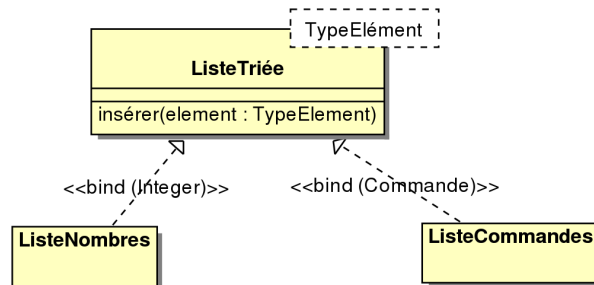 TypeElément
ListeTriée
insérer(element : TypeElement)
<<bind (Integer)>>
<<bind (Commande)>>
ListeNombres
ListeCommandes